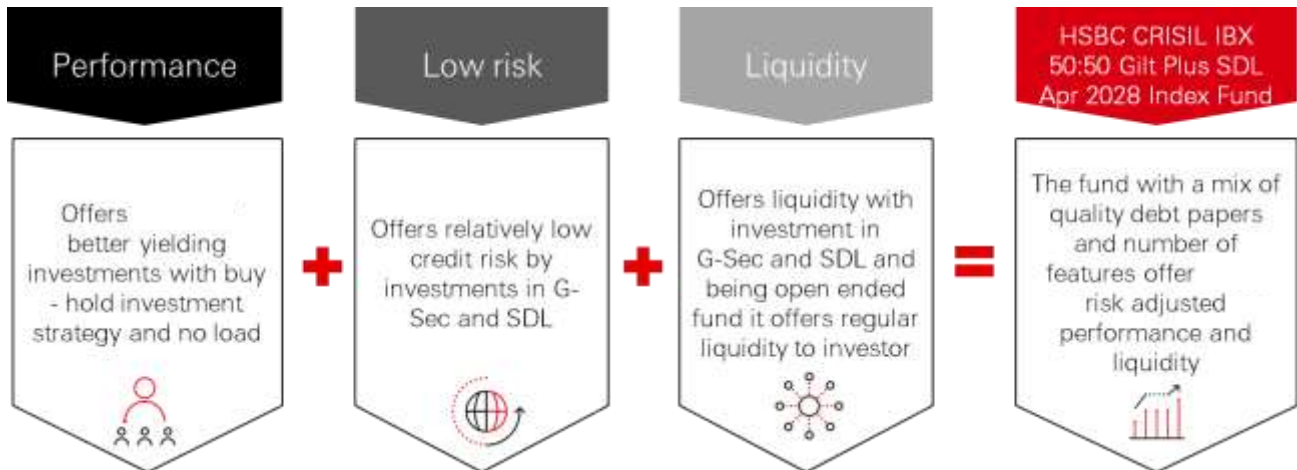 Performance
Offers
better yielding
investments with buy
- hold investment
strategy and no load
Low risk
Offers relatively low
credit risk by
investments in G-
Sec and SDL
Liquidity
Offers liquidity with
investment in
G-Sec and SDL and
being open ended
fund it offers regular
liquidity to investor
HSBC CRISIL IBX
50:50 Gilt Plus SDL
Apr 2028 Index Fund
The fund with a mix of
quality debt papers
and number of
features offer
risk adjusted
performance and
liquidity